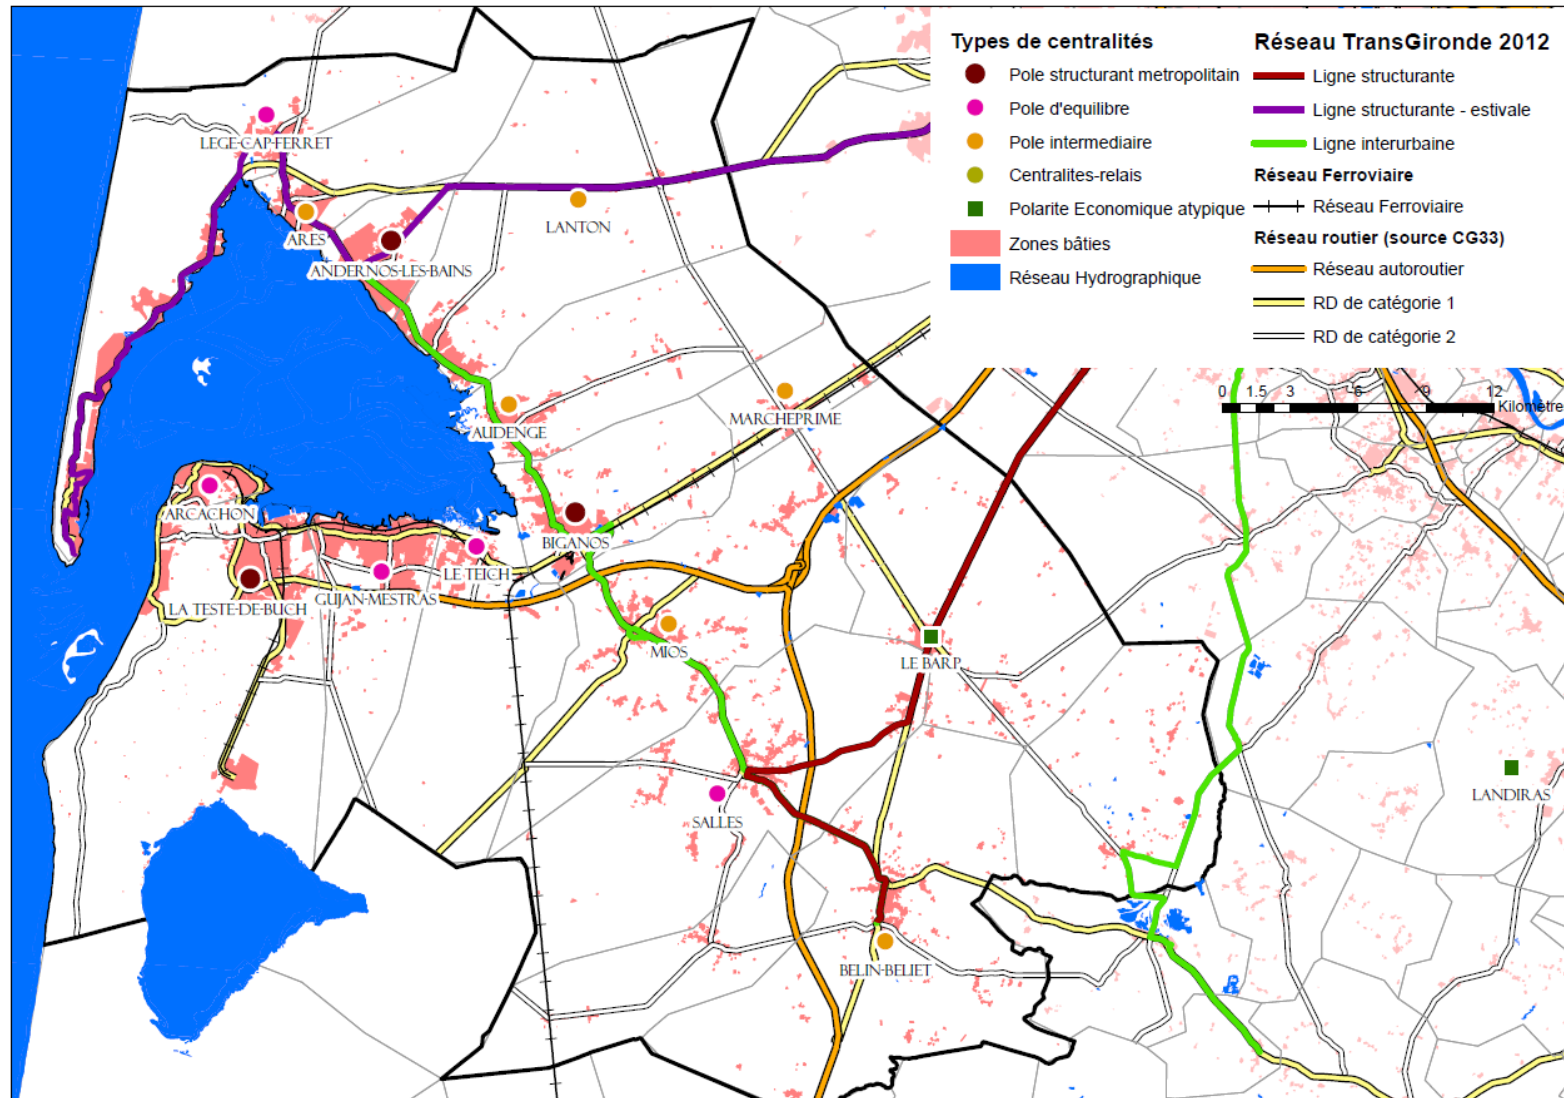 Types de centralités
Pole structurant metropolitain
Pole d'equilibre
Pole intermediaire
Centralites-relais
Polarite Economique atypique
Zones bâties
Réseau Hydrographique
Réseau TransGironde 2012
Ligne structurante
Ligne structurante - estivale
Ligne interurbaine
Réseau Ferroviaire
Réseau Ferroviaire
Réseau routier (source CG33)
Réseau autoroutier
RD de catégorie 1
RD de catégorie 2
0 1.5 3 6 9 12
Kilomètre
LEGE-CAP-FERRET
ARES
LANTON
ANDERNOS-LES-BAINS
MARCHEPRIME
AUDENGE
ARCACHON
BIGANOS
LE TEICH
GUJAN-MESTRAS
LA TESTE-DE-BUCH
MIOS
LE BARP
LANDIRAS
SALLES
BELIN-BELIET